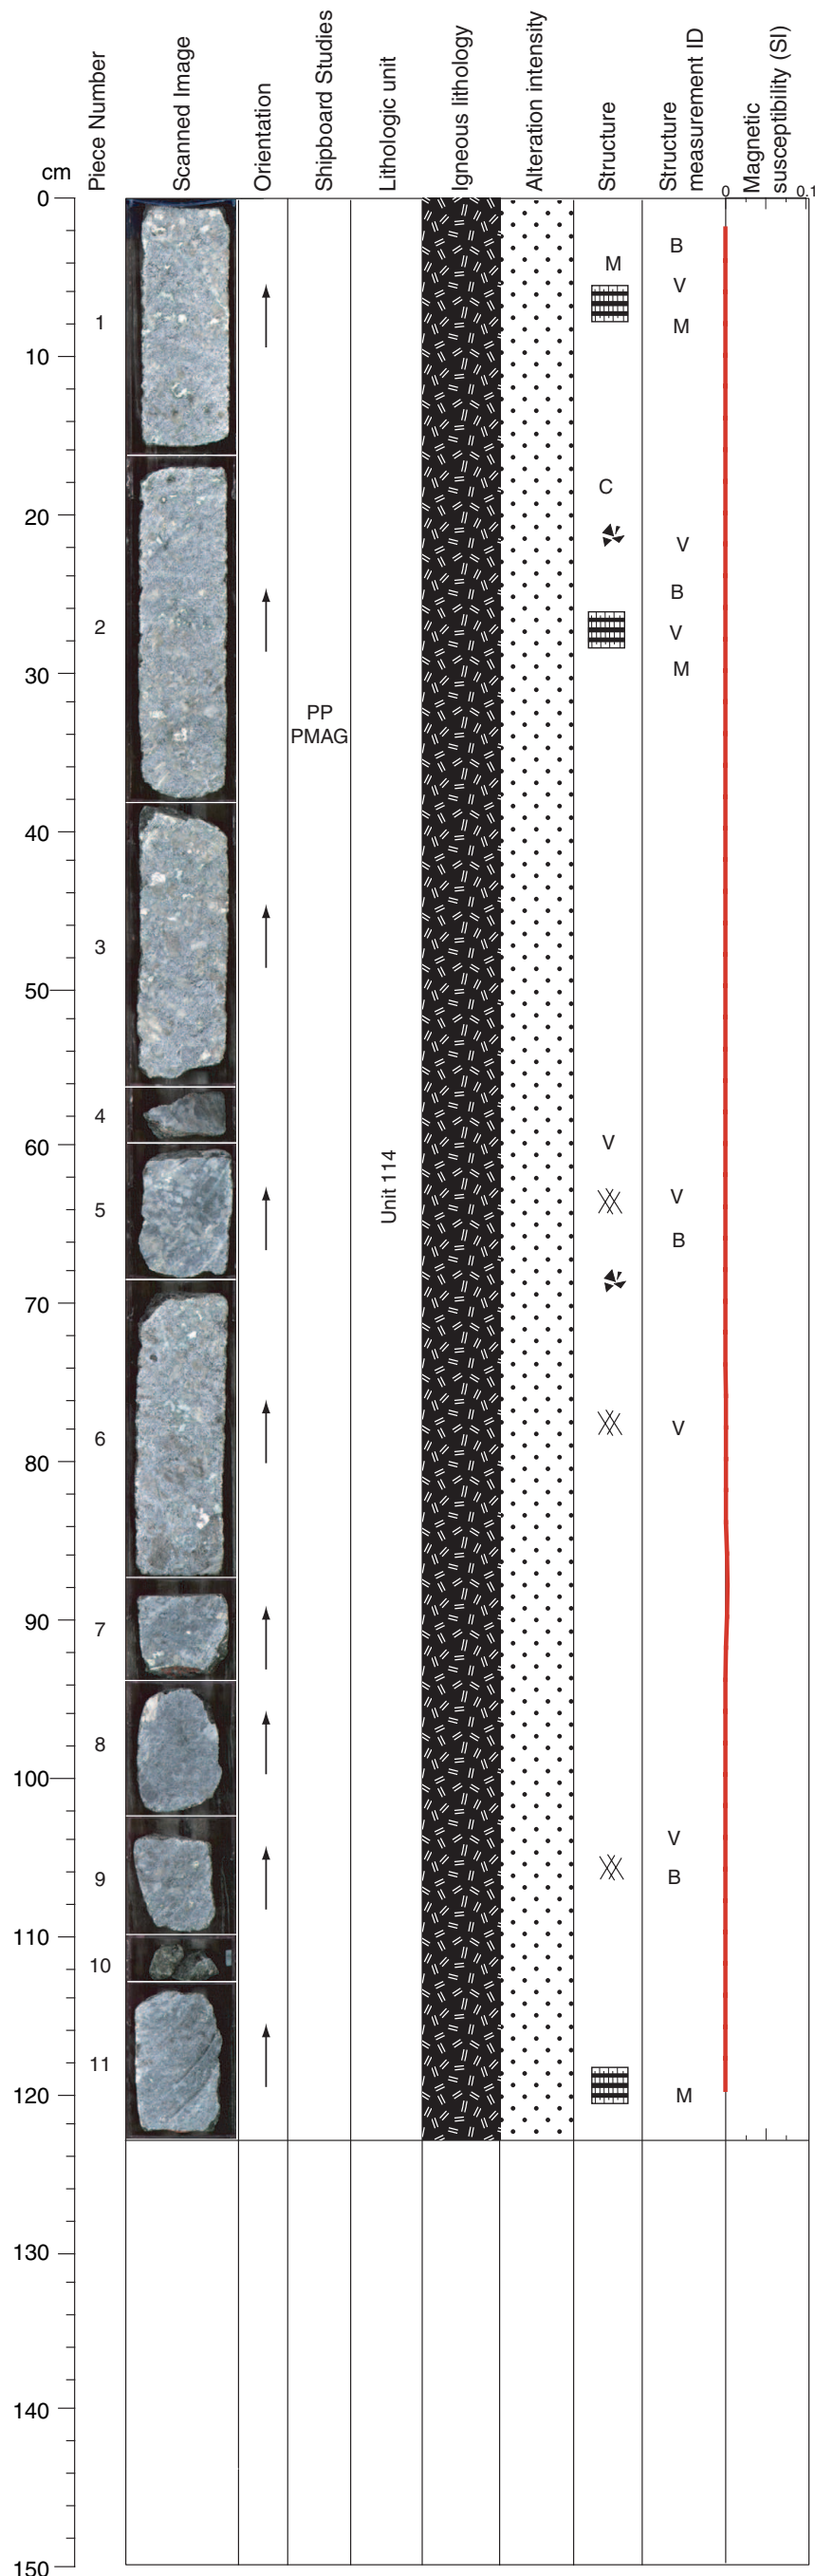 cm
Piece Number
Scanned Image
Orientation
Shipboard Studies
Lithologic unit
Igneous lithology
Alteration intensity
Structure
Structure
measurement ID
Magnetic
susceptibility (SI)
0
0.1
0
B
M
V
1
M
10
C
20
V
B
2
V
30
M
PP
PMAG
40
3
50
4
60
V
Unit 114
5
V
B
70
6
V
80
7
90
8
100
V
9
B
110
10
11
120
M
130
140
150